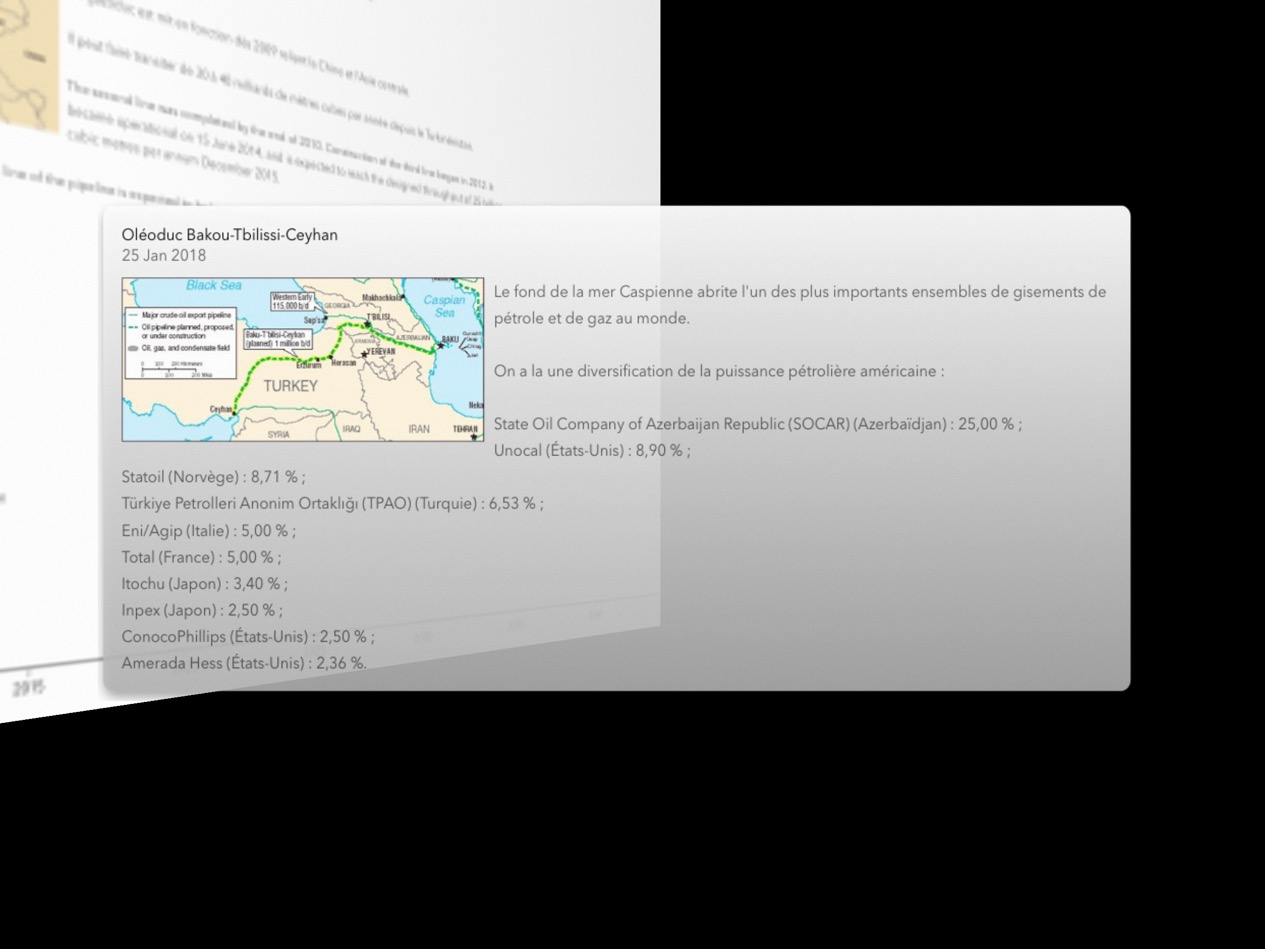 est mis en fonction dès 2009 reliant la Chine et l'Asie centrale.
Il peut faire transiter de 30 à 40 milliards de mètres cubes par année depuis le Turkménistan.
The second line was completed by the end of 2010. Construction of the third line began in 2012. It
became operational on 15 June 2014, and is expected to reach the designed throughput of 25
cubic metres per annum December 2015.
line of the pipeline is expected to
Oléoduc Bakou-Tbilissi-Ceyhan
25 Jan 2018
Black Sea
Caspian
Sea
Western Early
115,000 b/d
GEORGIA
Makhachkala
Sup'sa
T'BILISI
Major crude oil export pipeline
Oil pipeline planned, proposed,
or under construction
Oil, gas, and condensate field
0 100 200 Kilometers
0 100 200 Miles
Baku-T'bilisi-Ceyhan
(planned) 1 million b/d
ARMENIA
AZERBAIJAN
BAKU
YEREVAN
Erzurum
Horasan
TURKEY
Ceyhan
SYRIA
IRAQ
IRAN
Neka
TEHRAN
Le fond de la mer Caspienne abrite l'un des plus importants ensembles de gisements de
pétrole et de gaz au monde.
On a la une diversification de la puissance pétrolière américaine :
State Oil Company of Azerbaijan Republic (SOCAR) (Azerbaïdjan) : 25,00 % ;
Unocal (États-Unis) : 8,90 % ;
Statoil (Norvège) : 8,71 % ;
Türkiye Petrolleri Anonim Ortaklığı (TPAO) (Turquie) : 6,53 % ;
Eni/Agip (Italie) : 5,00 % ;
Total (France) : 5,00 % ;
Itochu (Japon) : 3,40 % ;
Inpex (Japon) : 2,50 % ;
ConocoPhillips (États-Unis) : 2,50 % ;
Amerada Hess (États-Unis) : 2,36 %.
2015